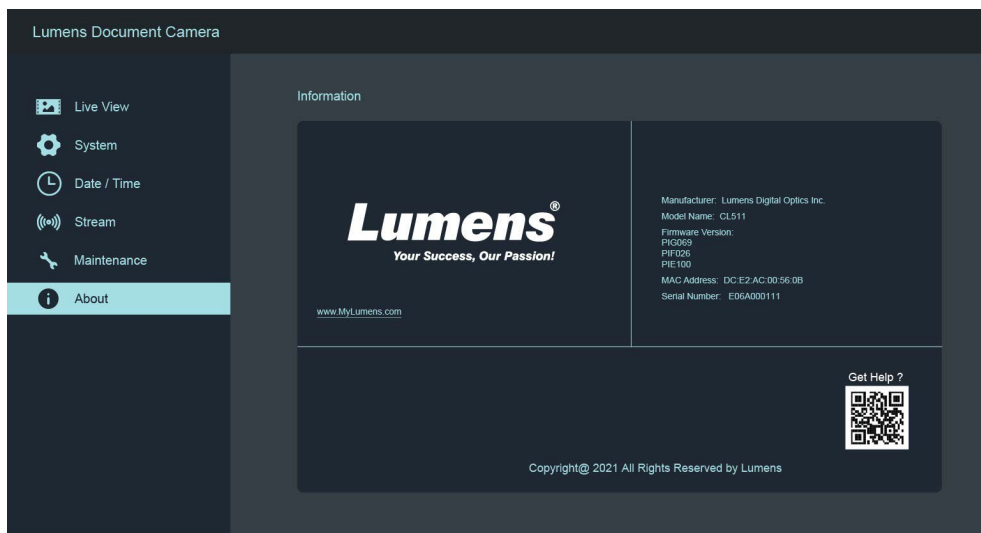 Lumens Document Camera
Live View
System
Date / Time
Stream
Maintenance
About
Information
Lumens®
Your Success, Our Passion!
www.MyLumens.com
Manufacturer: Lumens Digital Optics Inc.
Model Name: CL511
Firmware Version:
PIG069
PIF026
PIE100
MAC Address: DC:E2:AC:00:56:0B
Serial Number: E06A000111
Get Help ?
Copyright@ 2021 All Rights Reserved by Lumens